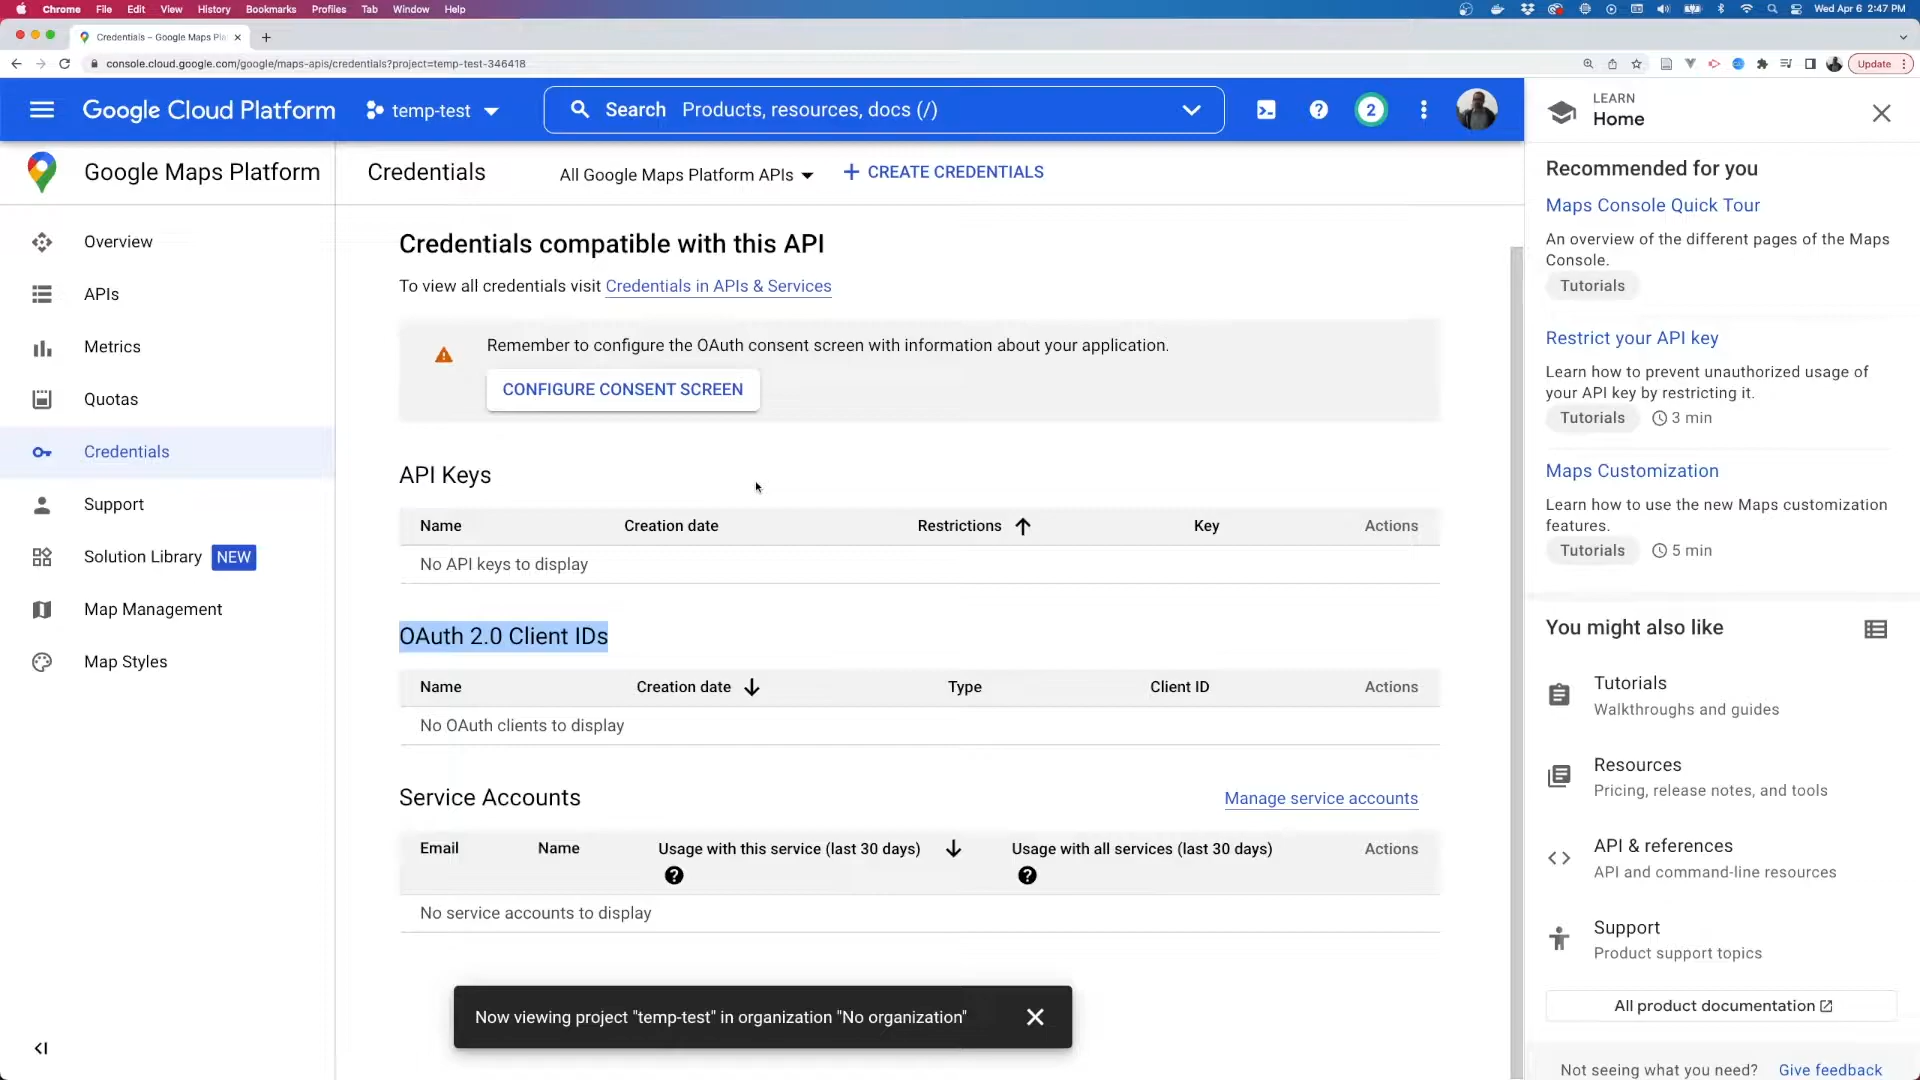 Chrome File Edit View History Bookmarks Profiles Tab Window Help
Wed Apr 6 2:47 PM
Credentials – Google Maps Pla
console.cloud.google.com/google/maps-apis/credentials?project=temp-test-346418
Update
Google Cloud Platform
temp-test
Search Products, resources, docs (/)
2
LEARN
Home
Google Maps Platform
Overview
APIs
Metrics
Quotas
Credentials
Support
Solution Library NEW
Map Management
Map Styles
Credentials
All Google Maps Platform APIs
CREATE CREDENTIALS
Credentials compatible with this API
To view all credentials visit Credentials in APIs & Services
Remember to configure the OAuth consent screen with information about your application.
CONFIGURE CONSENT SCREEN
API Keys
Name Creation date Restrictions Key Actions
No API keys to display
OAuth 2.0 Client IDs
Name Creation date Type Client ID Actions
No OAuth clients to display
Service Accounts
Manage service accounts
Email Name Usage with this service (last 30 days) Usage with all services (last 30 days) Actions
No service accounts to display
Now viewing project "temp-test" in organization "No organization"
Recommended for you
Maps Console Quick Tour
An overview of the different pages of the Maps
Console.
Tutorials
Restrict your API key
Learn how to prevent unauthorized usage of
your API key by restricting it.
Tutorials 3 min
Maps Customization
Learn how to use the new Maps customization
features.
Tutorials 5 min
You might also like
Tutorials
Walkthroughs and guides
Resources
Pricing, release notes, and tools
API & references
API and command-line resources
Support
Product support topics
All product documentation
Not seeing what you need? Give feedback